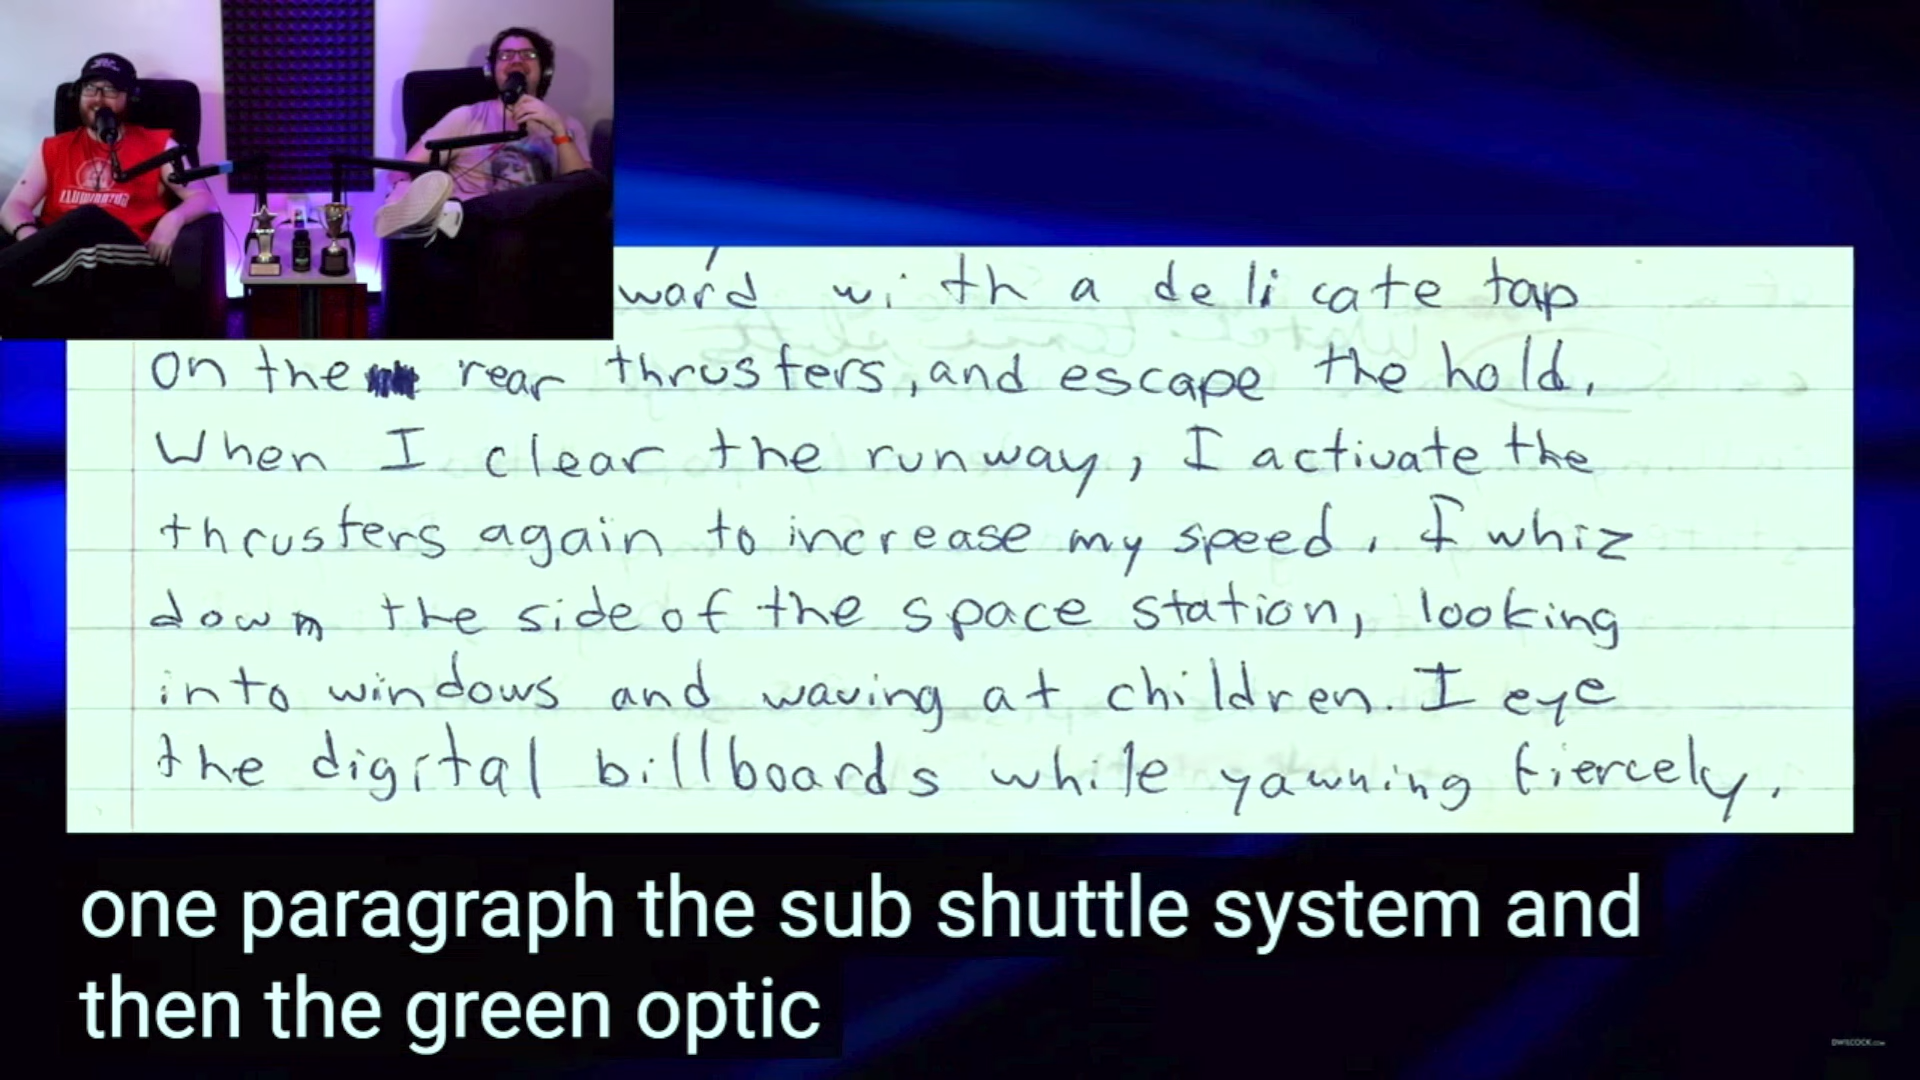 ILLUMINATI
ward with a delicate tap
on the rear thrusters, and escape the hold.
When I clear the runway, I activate the
thrusters again to increase my speed. I whiz
down the side of the space station, looking
into windows and waving at children. I eye
the digital billboards while yawning fiercely.
one paragraph the sub shuttle system and
then the green optic
DWILCOCK.COM